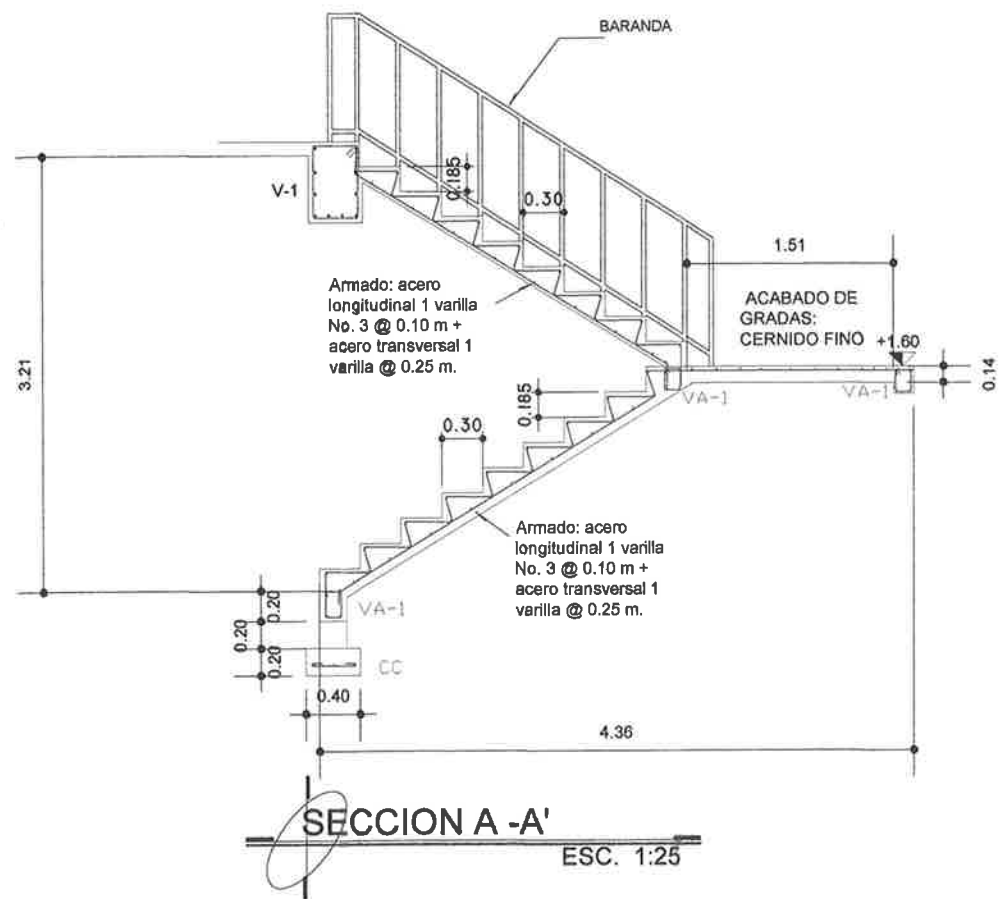 BARANDA
V-1
0.185
0.30
1.51
Armado: acero
longitudinal 1 varilla
No. 3 @ 0.10 m +
acero transversal 1
varilla @ 0.25 m.
ACABADO DE
GRADAS:
CERNIDO FINO
+1.60
3.21
0.14
VA-1
VA-1
0.185
0.30
Armado: acero
longitudinal 1 varilla
No. 3 @ 0.10 m +
acero transversal 1
varilla @ 0.25 m.
0.20
0.20
0.20
VA-1
CC
0.40
4.36
SECCION A -A'
ESC. 1:25